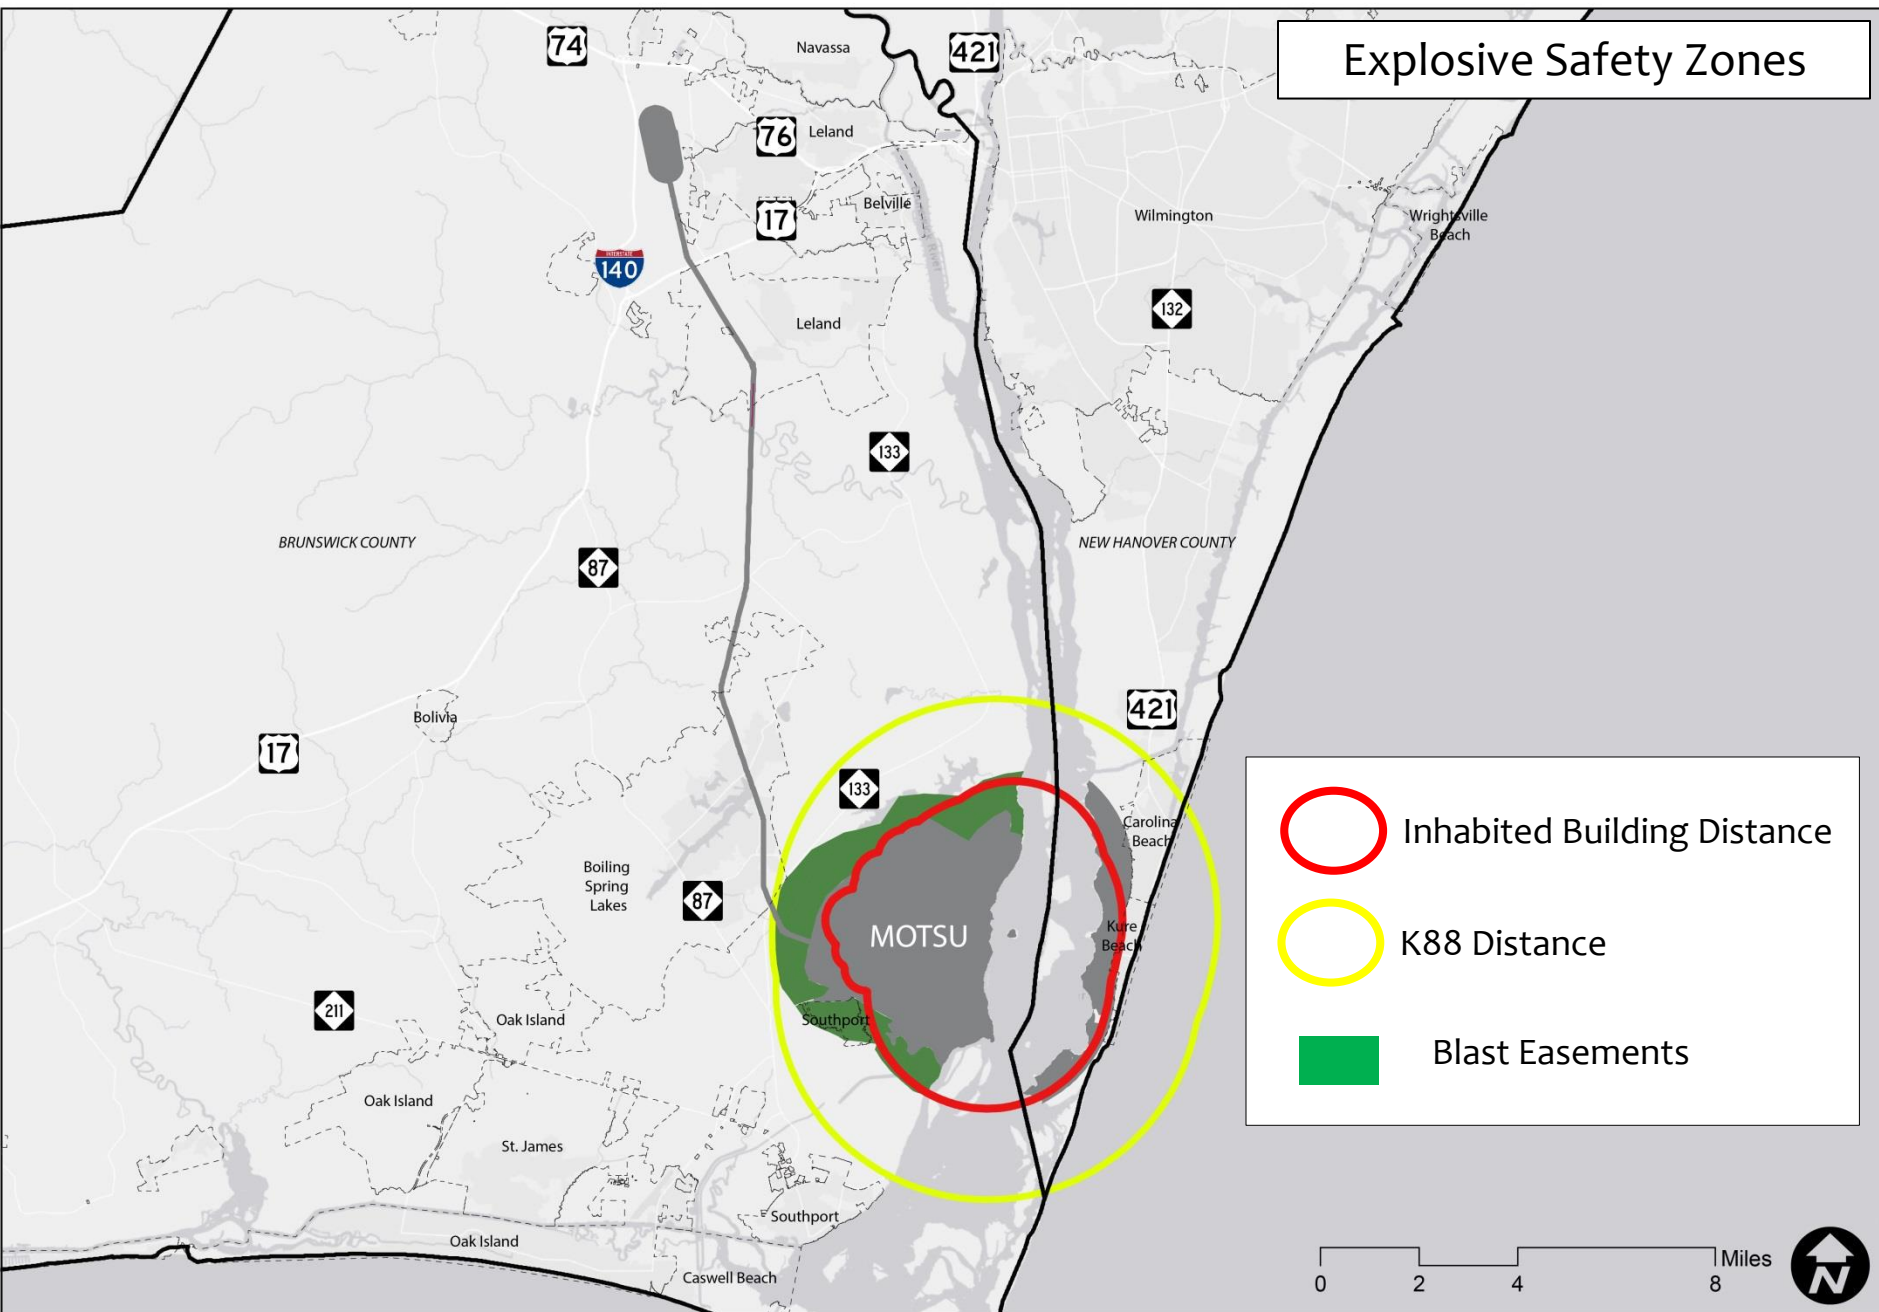 Explosive Safety Zones
74
Navassa
421
76
Leland
17
Belville
Wilmington
Wrightsville
Beach
River
INTERSTATE
140
132
Leland
133
BRUNSWICK COUNTY
NEW HANOVER COUNTY
87
Bolivia
421
17
133
Carolina
Beach
Inhabited Building Distance
Boiling
Spring
Lakes
87
MOTSU
Kure
Beach
K88 Distance
211
Oak Island
Southport
Blast Easements
Oak Island
St. James
Southport
Oak Island
Caswell Beach
Miles
0 2 4 8
N